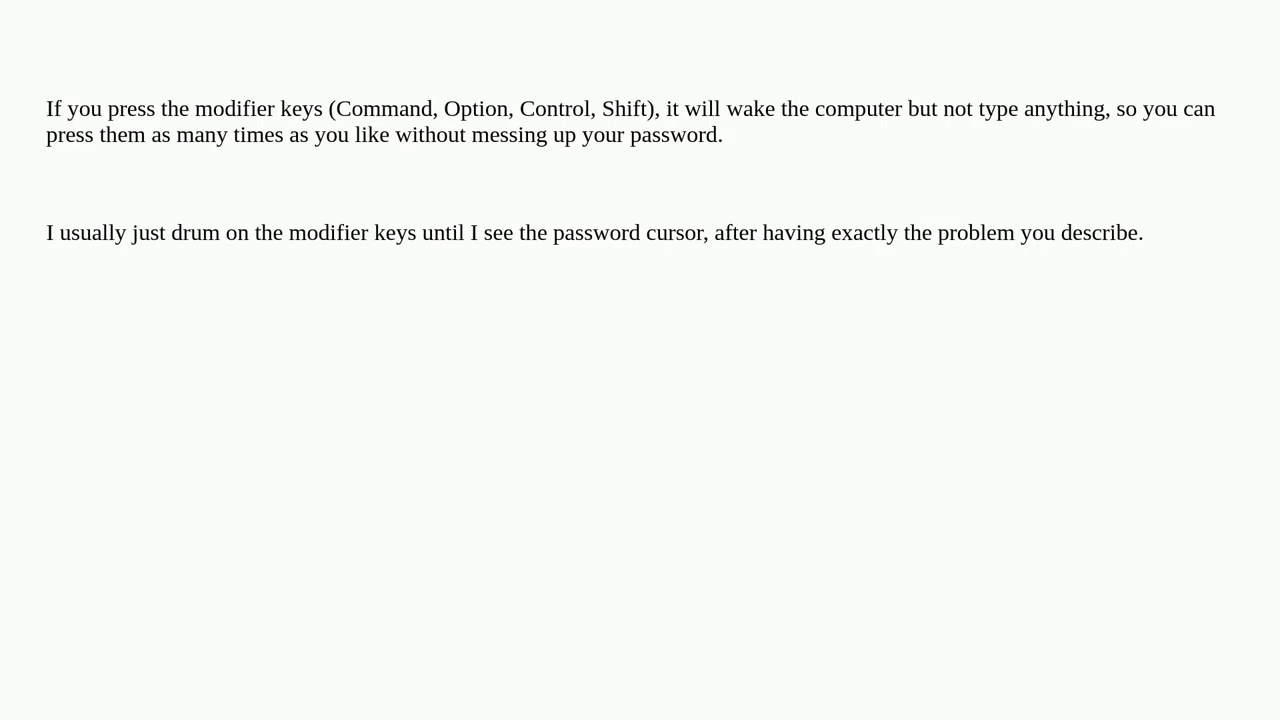 If you press the modifier keys (Command, Option, Control, Shift), it will wake the computer but not type anything, so you can
press them as many times as you like without messing up your password.
I usually just drum on the modifier keys until I see the password cursor, after having exactly the problem you describe.